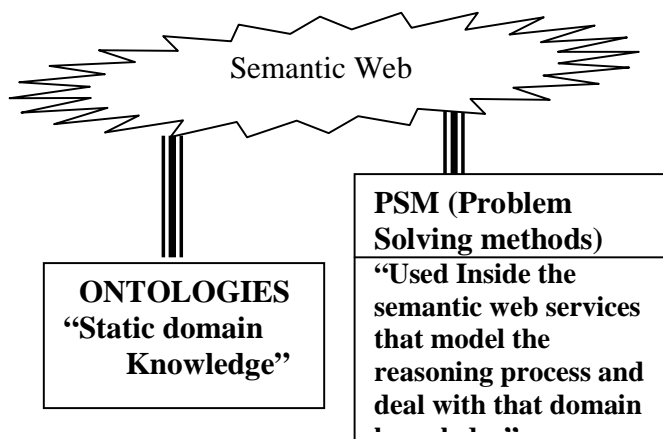 Semantic Web
PSM (Problem
Solving methods)
“Used Inside the
semantic web services
that model the
reasoning process and
deal with that domain
ONTOLOGIES
“Static domain
Knowledge”